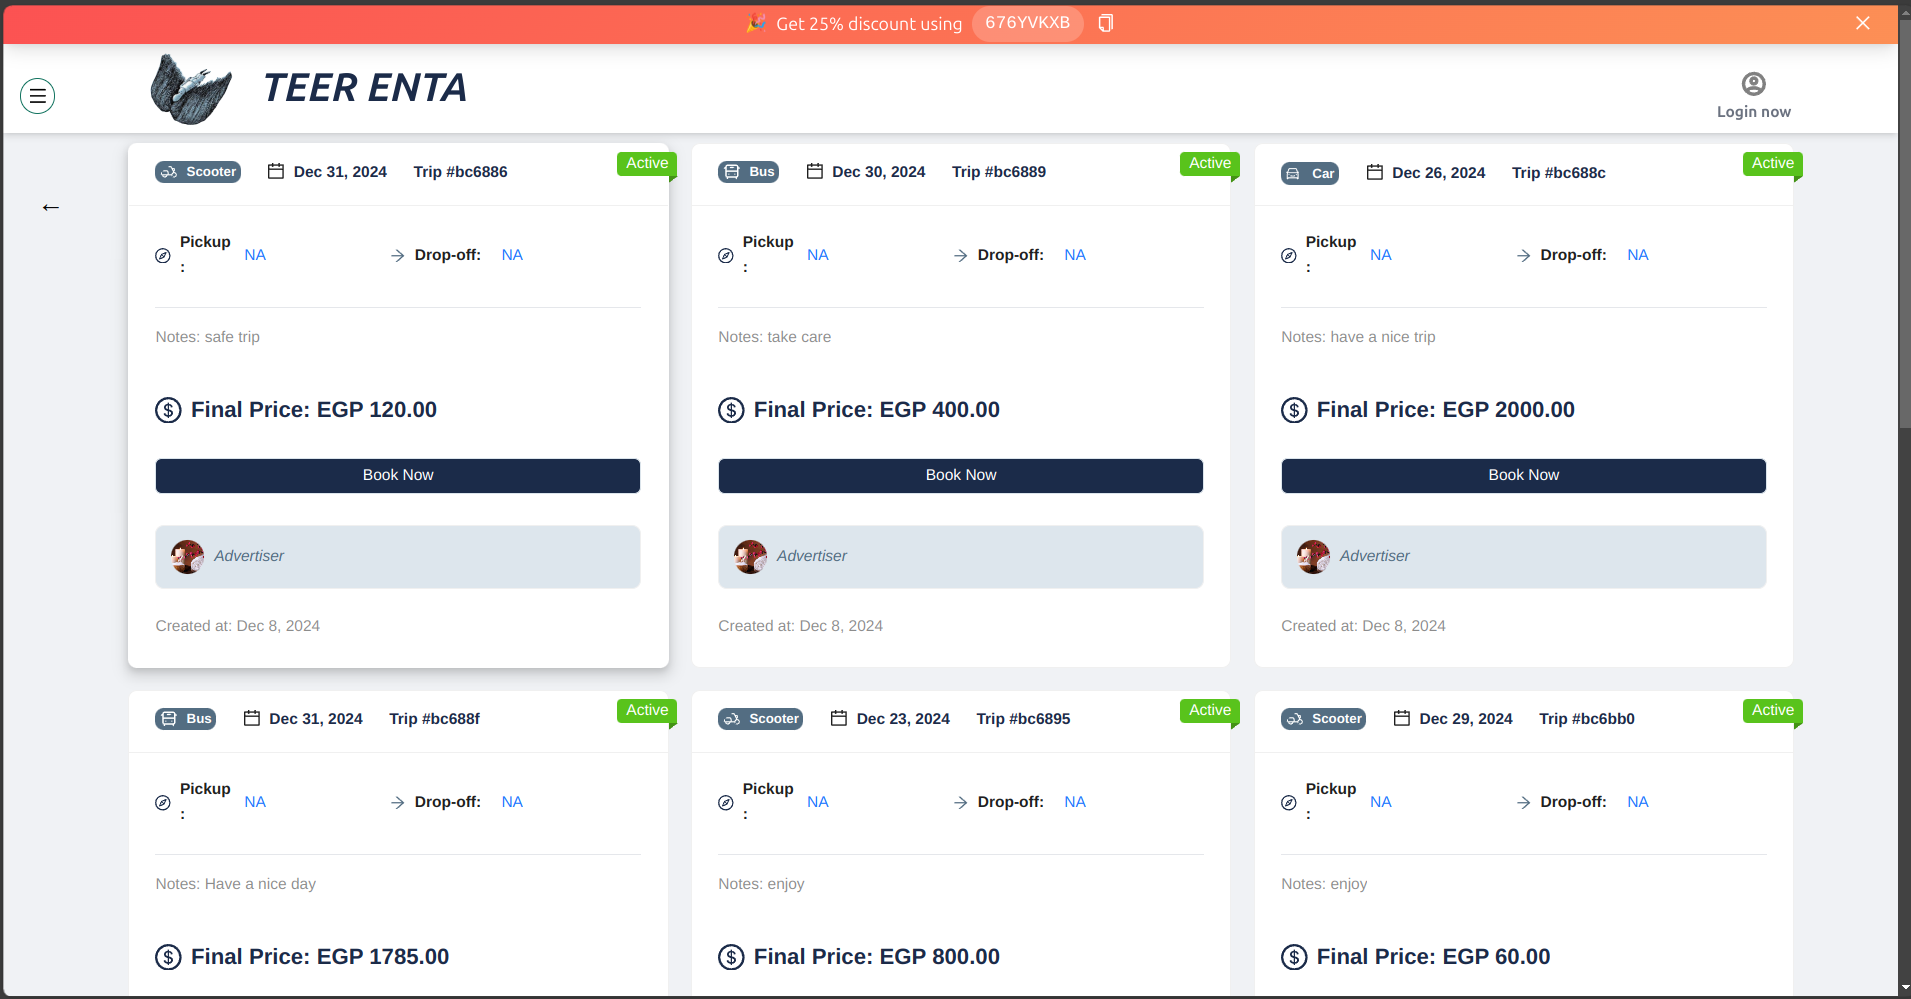 🎉 Get 25% discount using 676YVKXB
TEER ENTA
Login now
Scooter Dec 31, 2024 Trip #bc6886 Active
Pickup : NA Drop-off: NA
Notes: safe trip
Final Price: EGP 120.00
Book Now
Advertiser
Created at: Dec 8, 2024
Bus Dec 30, 2024 Trip #bc6889 Active
Pickup : NA Drop-off: NA
Notes: take care
Final Price: EGP 400.00
Book Now
Advertiser
Created at: Dec 8, 2024
Car Dec 26, 2024 Trip #bc688c Active
Pickup : NA Drop-off: NA
Notes: have a nice trip
Final Price: EGP 2000.00
Book Now
Advertiser
Created at: Dec 8, 2024
Bus Dec 31, 2024 Trip #bc688f Active
Pickup : NA Drop-off: NA
Notes: Have a nice day
Final Price: EGP 1785.00
Scooter Dec 23, 2024 Trip #bc6895 Active
Pickup : NA Drop-off: NA
Notes: enjoy
Final Price: EGP 800.00
Scooter Dec 29, 2024 Trip #bc6bb0 Active
Pickup : NA Drop-off: NA
Notes: enjoy
Final Price: EGP 60.00